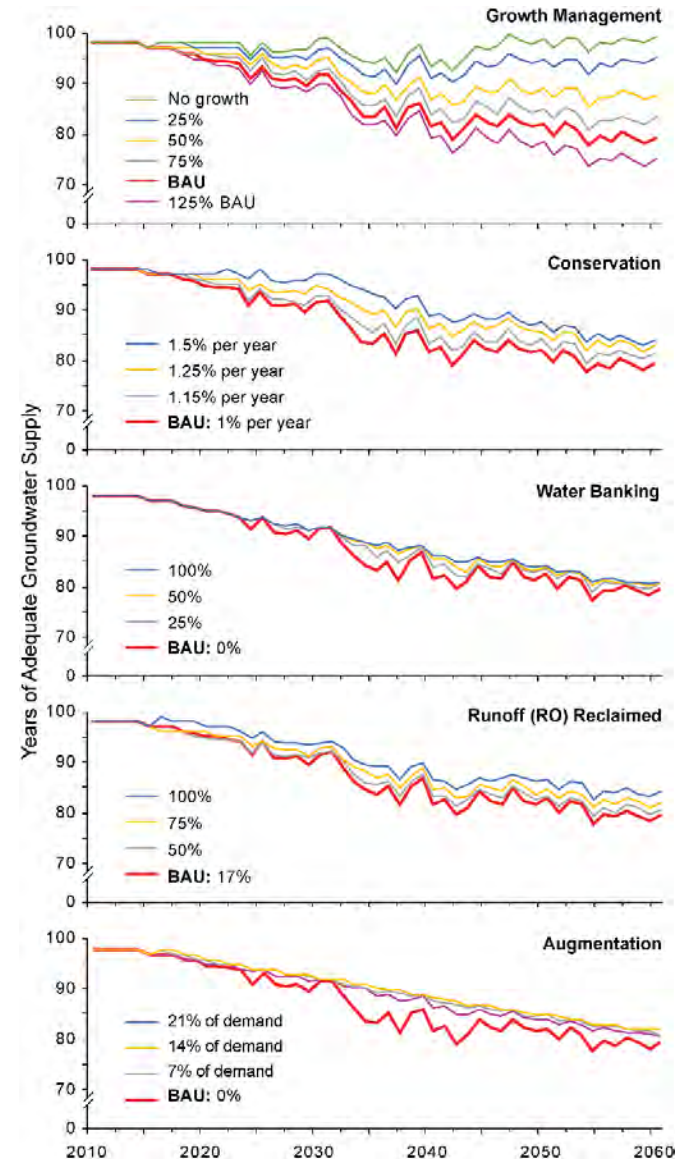 Years of Adequate Groundwater Supply
Growth Management
100
90
80
70
0
No growth
25%
50%
75%
BAU
125% BAU
Conservation
100
90
80
70
0
1.5% per year
1.25% per year
1.15% per year
BAU: 1% per year
Water Banking
100
90
80
70
0
100%
50%
25%
BAU: 0%
Runoff (RO) Reclaimed
100
90
80
70
0
100%
75%
50%
BAU: 17%
Augmentation
100
90
80
70
0
21% of demand
14% of demand
7% of demand
BAU: 0%
2010 2020 2030 2040 2050 2060